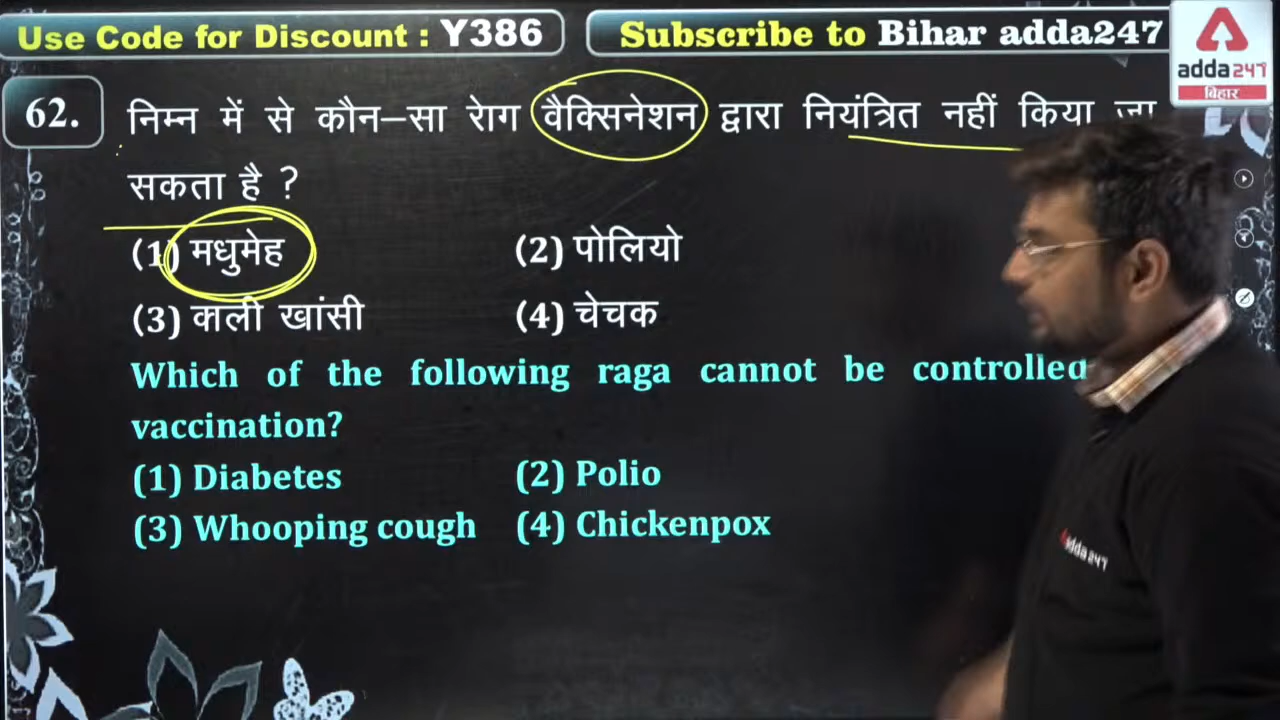 Use Code for Discount : Y386
Subscribe to Bihar adda247
adda247
बिहार
62.
निम्न में से कौन–सा रोग वैक्सिनेशन द्वारा नियंत्रित नहीं किया
सकता है ?
(1) मधुमेह (2) पोलियो
(3) काली खांसी (4) चेचक
Which of the following raga cannot be controlled
vaccination?
(1) Diabetes (2) Polio
(3) Whooping cough (4) Chickenpox
adda247